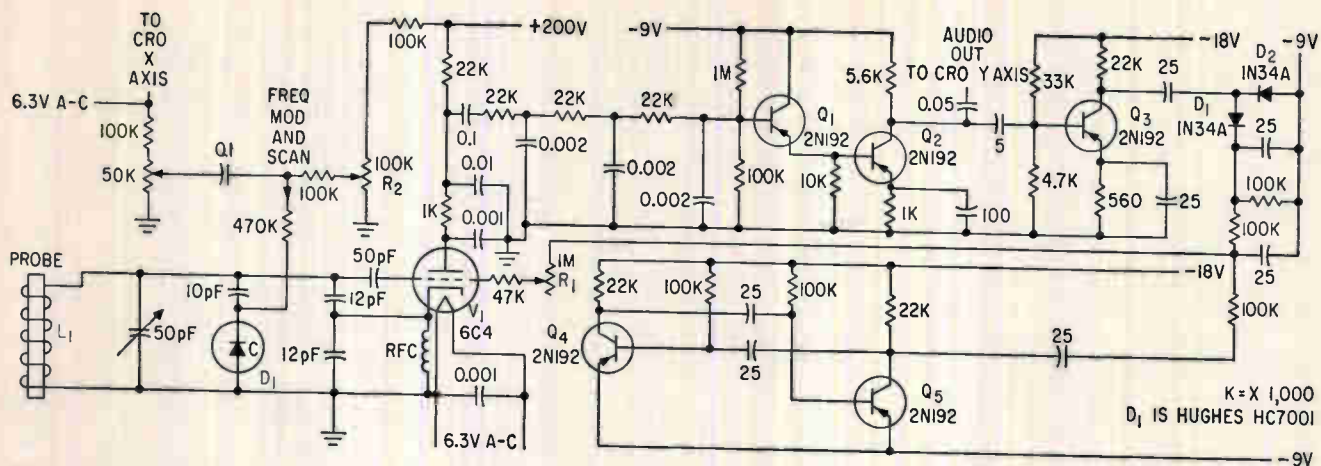 TO
CRO
X
AXIS
6.3V A-C
100K
50K
0.1
FREQ
MOD
AND
SCAN
100K
470K
100K
R2
100K
+200V
22K
0.1
22K
22K
22K
0.002
0.002
0.002
0.01
1K
0.001
-9V
1M
100K
Q1
2N192
10K
5.6K
Q2
2N192
1K
100
AUDIO
OUT
TO CRO Y AXIS
0.05
5
33K
4.7K
-18V
22K
Q3
2N192
560
25
25
D2
1N34A
-9V
D1
1N34A
25
100K
100K
25
100K
PROBE
L1
50pF
10pF
C
D1
12pF
12pF
50pF
V1
6C4
RFC
0.001
6.3V A-C
47K
1M
R1
22K
100K
25
100K
22K
-18V
Q4
2N192
25
Q5
2N192
25
K=X 1,000
D1 IS HUGHES HC7001
-9V